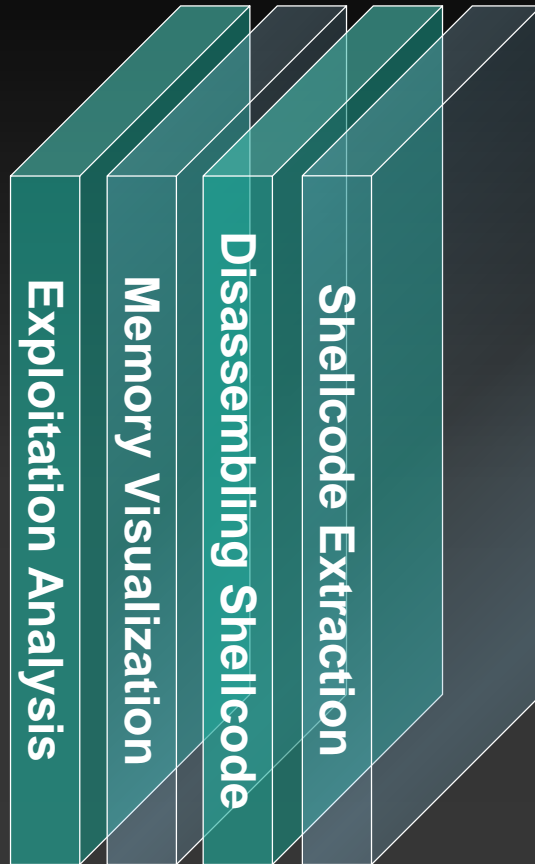 Exploitation Analysis
Memory Visualization
Disassembling Shellcode
Shellcode Extraction